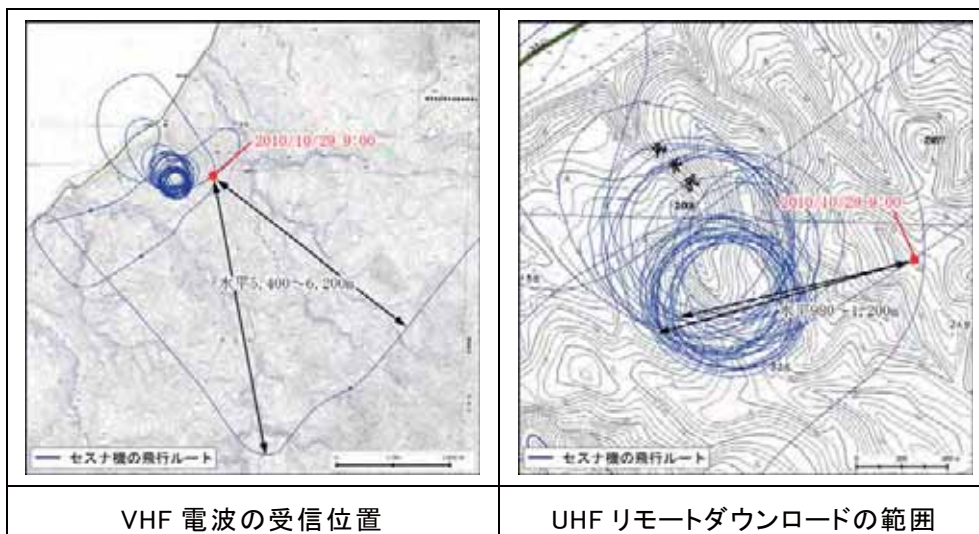 2010/10/29 9:00
水平5,400～6,200m
セスナ機の飛行ルート
VHF 電波の受信位置
2010/10/29 9:00
水平980～1,200m
セスナ機の飛行ルート
UHF リモートダウンロードの範囲